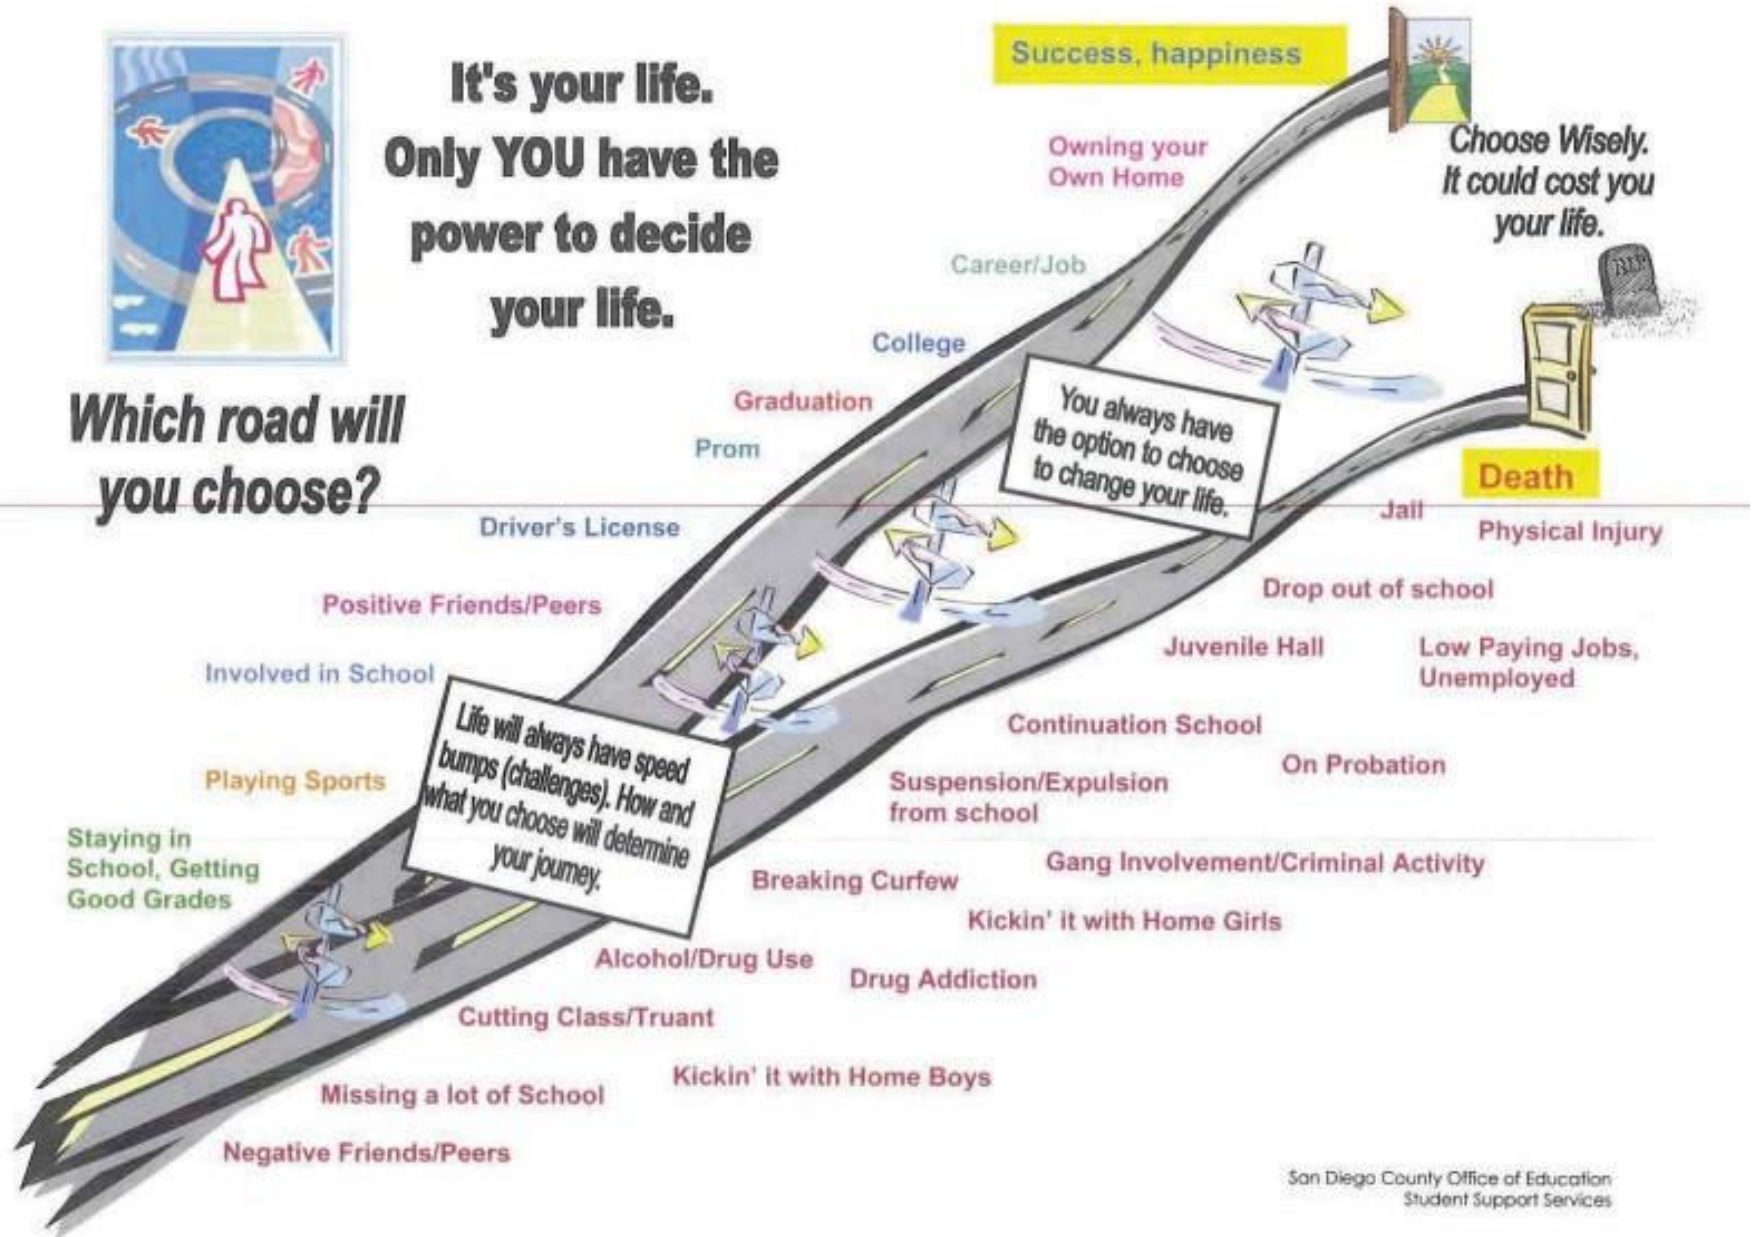 It's your life.
Only YOU have the
power to decide
your life.
Which road will
you choose?
Success, happiness
Owning your
Own Home
Career/Job
College
Graduation
Prom
Driver's License
Positive Friends/Peers
Involved in School
Playing Sports
Staying in
School, Getting
Good Grades
Choose Wisely.
It could cost you
your life.
RIP
You always have
the option to choose
to change your life.
Life will always have speed
bumps (challenges). How and
what you choose will determine
your journey.
Death
Jail
Physical Injury
Drop out of school
Juvenile Hall
Low Paying Jobs,
Unemployed
Continuation School
On Probation
Suspension/Expulsion
from school
Gang Involvement/Criminal Activity
Breaking Curfew
Kickin' it with Home Girls
Alcohol/Drug Use
Drug Addiction
Cutting Class/Truant
Kickin' it with Home Boys
Missing a lot of School
Negative Friends/Peers
San Diego County Office of Education
Student Support Services